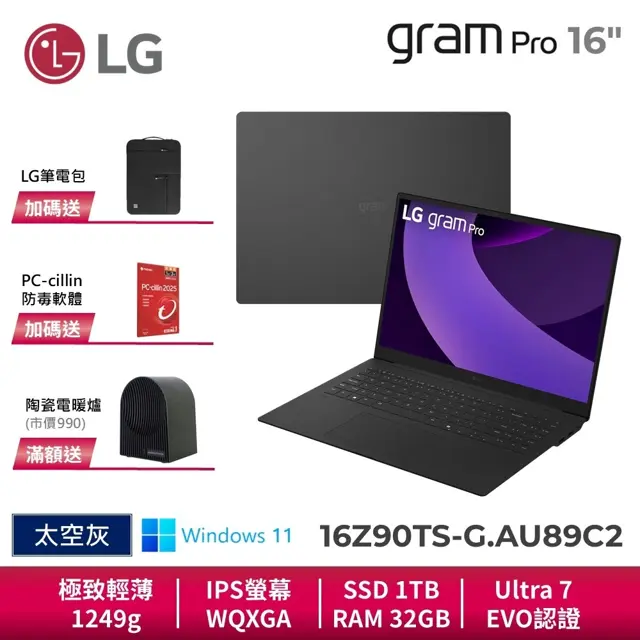 LG
gram Pro 16"
LG筆電包
加碼送
PC-cillin
防毒軟體
加碼送
PC-cillin 2025
陶瓷電暖爐
(市價990)
滿額送
LG gram Pro
太空灰
Windows 11
16Z90TS-G.AU89C2
極致輕薄
1249g
IPS螢幕
WQXGA
SSD 1TB
RAM 32GB
Ultra 7
EVO認證